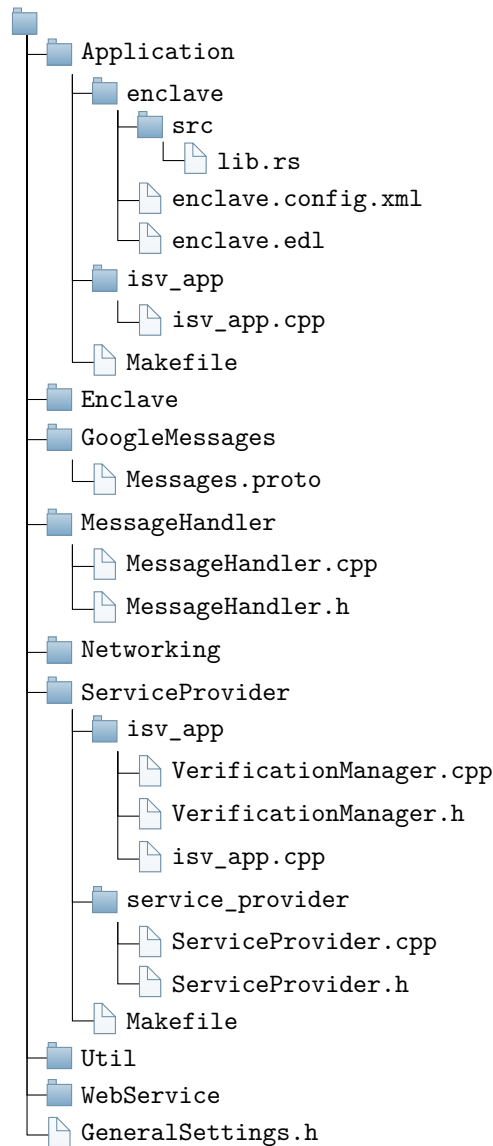 Application
enclave
src
lib.rs
enclave.config.xml
enclave.edl
isv_app
isv_app.cpp
Makefile
Enclave
GoogleMessages
Messages.proto
MessageHandler
MessageHandler.cpp
MessageHandler.h
Networking
ServiceProvider
isv_app
VerificationManager.cpp
VerificationManager.h
isv_app.cpp
service_provider
ServiceProvider.cpp
ServiceProvider.h
Makefile
Util
WebService
GeneralSettings.h